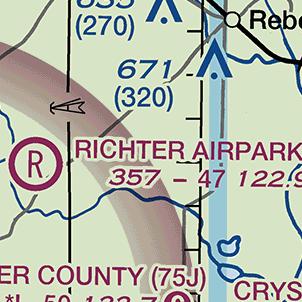 (270)
Rebe
671
(320)
R
RICHTER AIRPARK
357 - 47 122.9
ER COUNTY (75J)
CRYS